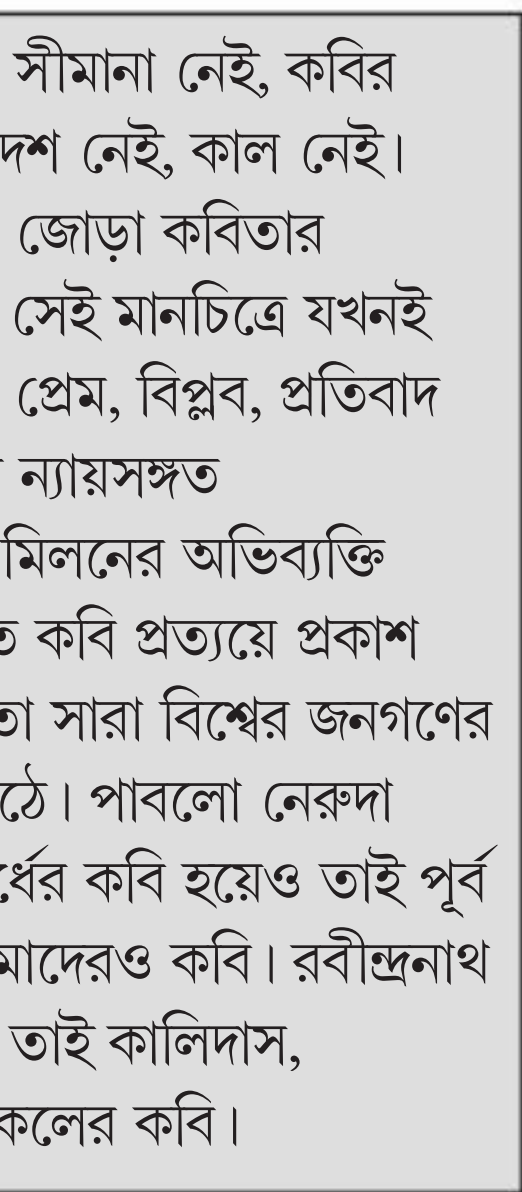 সীমানা নেই, কবির
দেশ নেই, কাল নেই।
জোড়া কবিতার
সেই মানচিত্রে যখনই
প্রেম, বিপ্লব, প্রতিবাদ
ন্যায়সঙ্গত
মিলনের অভিব্যক্তি
কবি প্রত্যয়ে প্রকাশ
তা সারা বিশ্বের জনগণের
ঠে। পাবলো নেরুদা
র্ধের কবি হয়েও তাই পূর্ব
মাদেরও কবি। রবীন্দ্রনাথ
তাই কালিদাস,
কলের কবি।